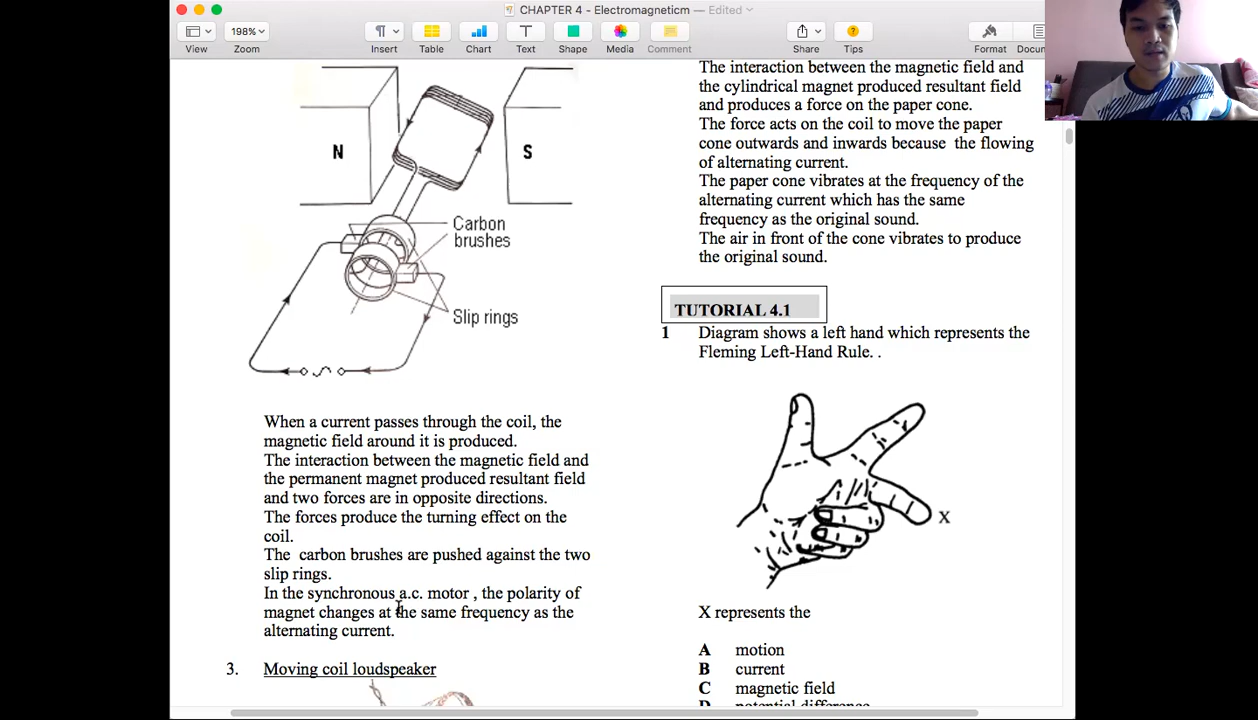 CHAPTER 4 - Electromagneticm — Edited
198%
View
Zoom
Insert
Table
Chart
Text
Shape
Media
Comment
Share
Tips
Format
N
S
Carbon
brushes
Slip rings
When a current passes through the coil, the
magnetic field around it is produced.
The interaction between the magnetic field and
the permanent magnet produced resultant field
and two forces are in opposite directions.
The forces produce the turning effect on the
coil.
The carbon brushes are pushed against the two
slip rings.
In the synchronous a.c. motor , the polarity of
magnet changes at the same frequency as the
alternating current.
3. Moving coil loudspeaker
The interaction between the magnetic field and
the cylindrical magnet produced resultant field
and produces a force on the paper cone.
The force acts on the coil to move the paper
cone outwards and inwards because the flowing
of alternating current.
The paper cone vibrates at the frequency of the
alternating current which has the same
frequency as the original sound.
The air in front of the cone vibrates to produce
the original sound.
TUTORIAL 4.1
1 Diagram shows a left hand which represents the
Fleming Left-Hand Rule. .
X
X represents the
A motion
B current
C magnetic field
D potential difference